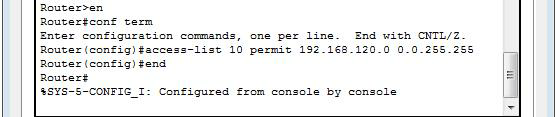 Router>en
Router#conf term
Enter configuration commands, one per line.  End with CNTL/Z.
Router(config)#access-list 10 permit 192.168.120.0 0.0.255.255
Router(config)#end
Router#
%SYS-5-CONFIG_I: Configured from console by console